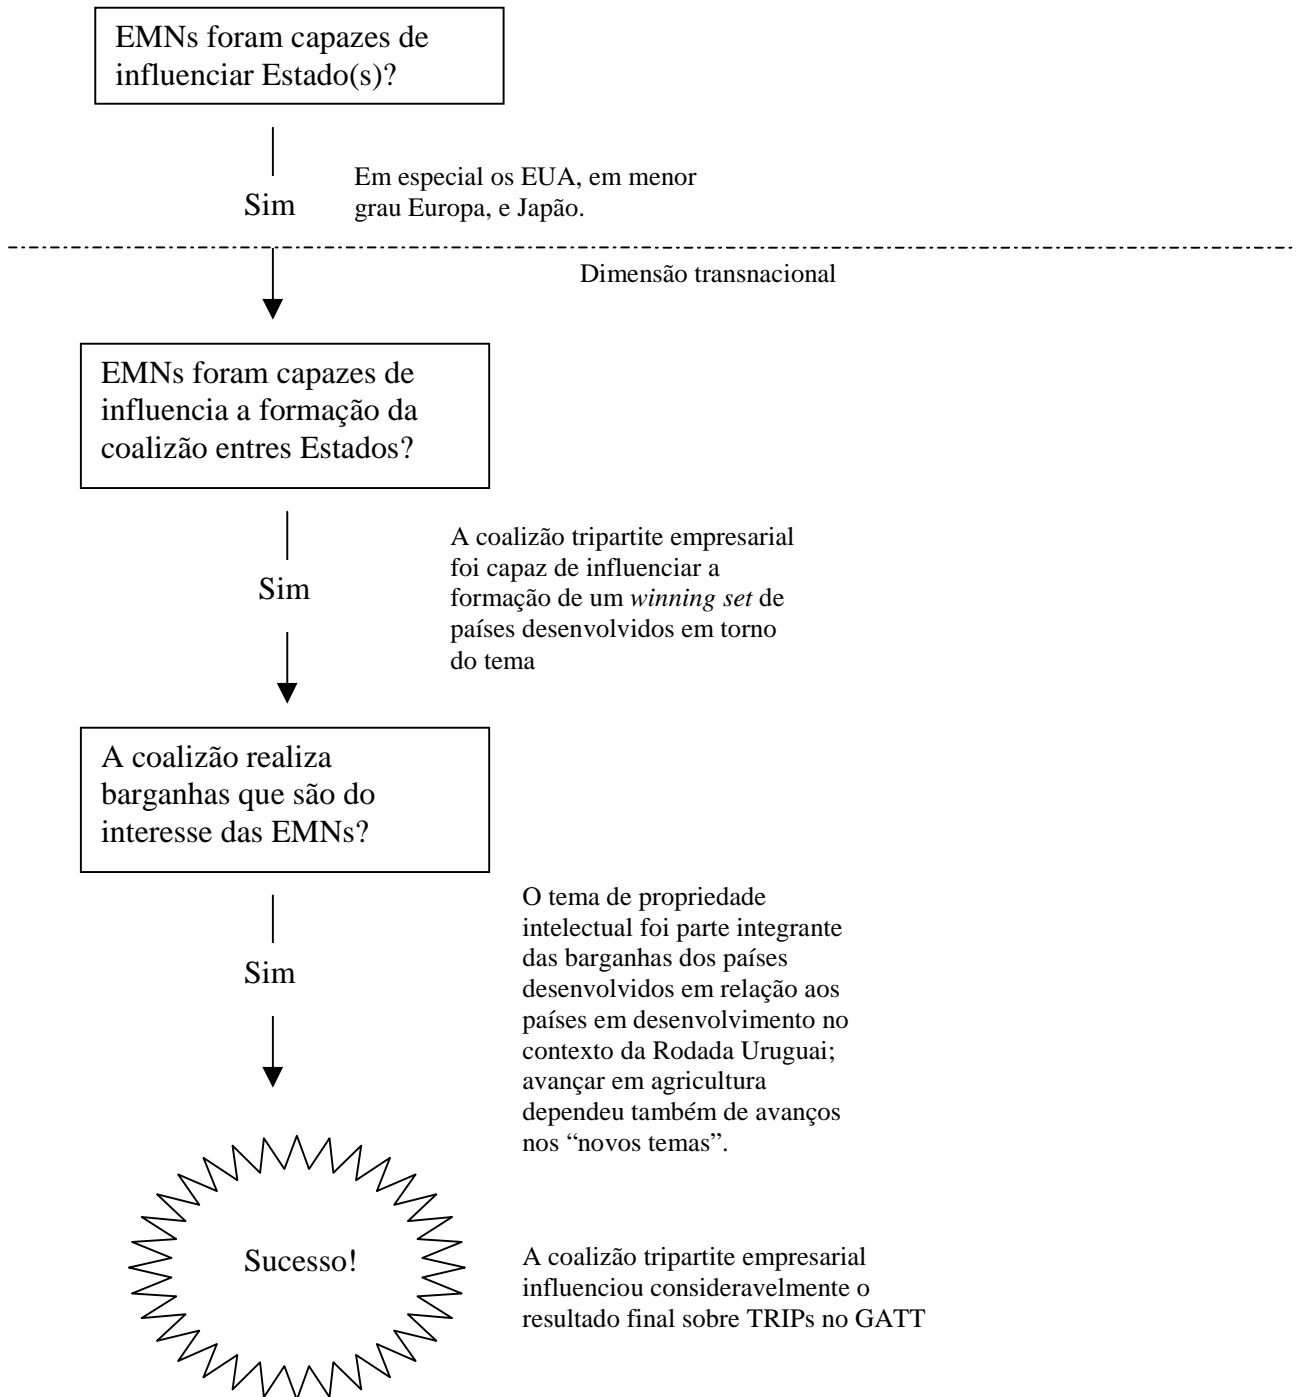 EMNs foram capazes de
influenciar Estado(s)?
Sim
Em especial os EUA, em menor
grau Europa, e Japão.
Dimensão transnacional
EMNs foram capazes de
influencia a formação da
coalizão entres Estados?
Sim
A coalizão tripartite empresarial
foi capaz de influenciar a
formação de um winning set de
países desenvolvidos em torno
do tema
A coalizão realiza
barganhas que são do
interesse das EMNs?
Sim
O tema de propriedade
intelectual foi parte integrante
das barganhas dos países
desenvolvidos em relação aos
países em desenvolvimento no
contexto da Rodada Uruguai;
avançar em agricultura
dependeu também de avanços
nos “novos temas”.
Sucesso!
A coalizão tripartite empresarial
influenciou consideravelmente o
resultado final sobre TRIPs no GATT